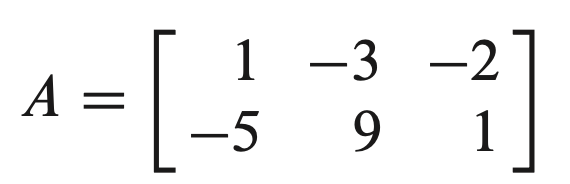 A = [ 1 −3 −2
−5 9 1 ]